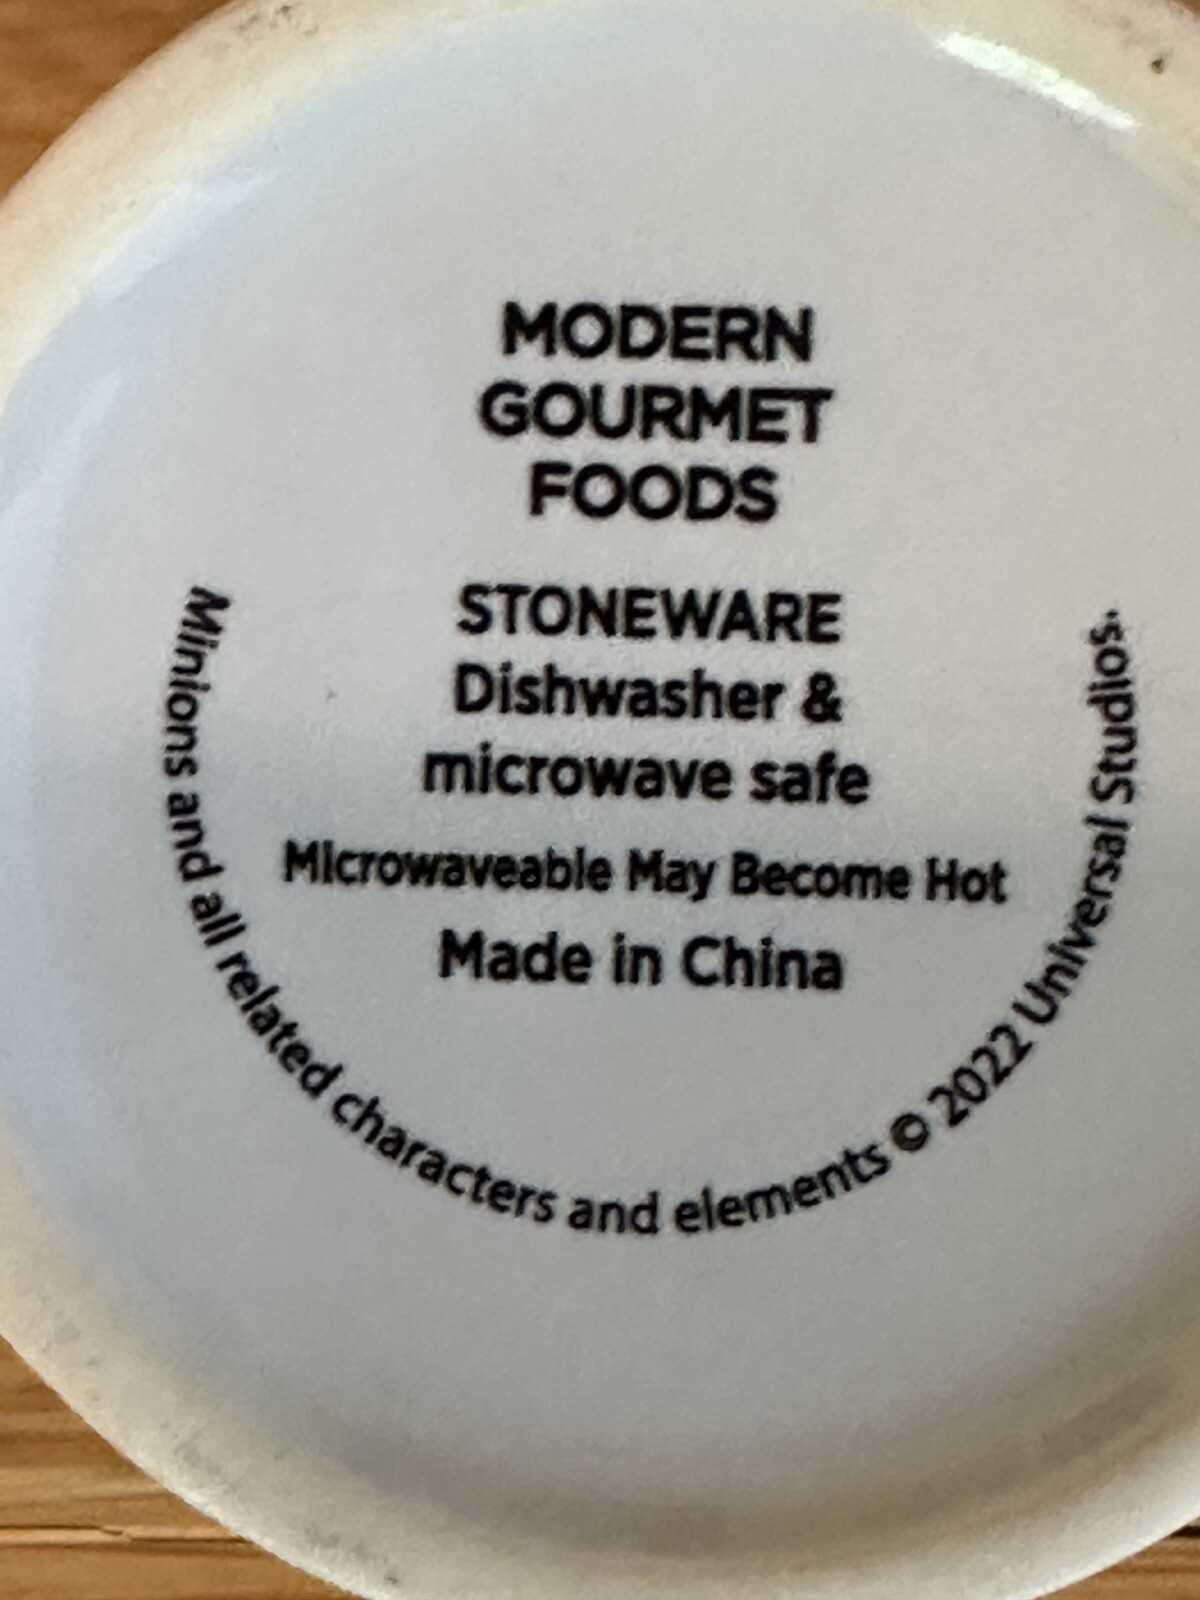 MODERN
GOURMET
FOODS
STONEWARE
Dishwasher &
microwave safe
Microwaveable May Become Hot
Made in China
Minions and all related characters and elements © 2022 Universal Studios.